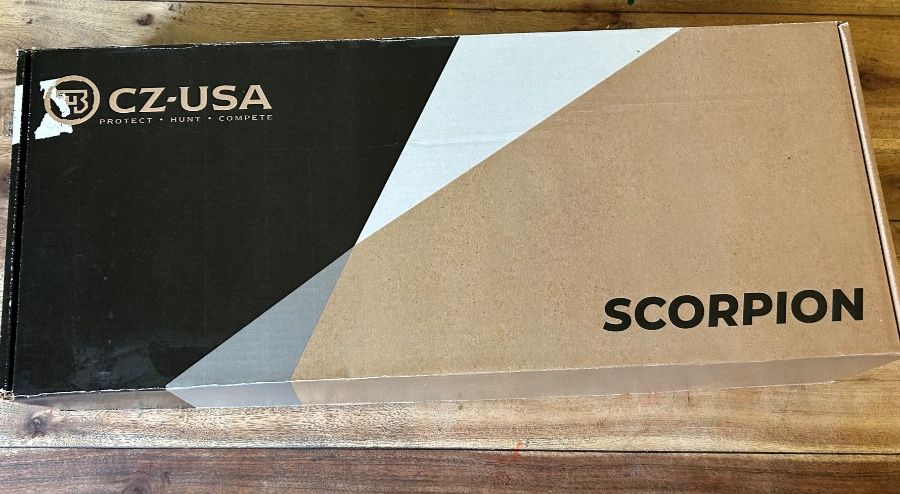 CZ-USA
PROTECT • HUNT • COMPETE
SCORPION